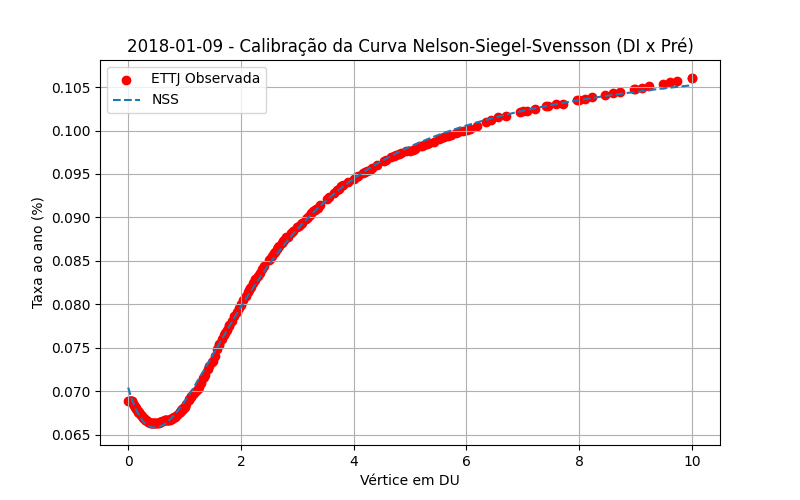 2018-01-09 - Calibração da Curva Nelson-Siegel-Svensson (DI x Pré)
ETTJ Observada
NSS
Taxa ao ano (%)
0.105
0.100
0.095
0.090
0.085
0.080
0.075
0.070
0.065
0 2 4 6 8 10
Vértice em DU